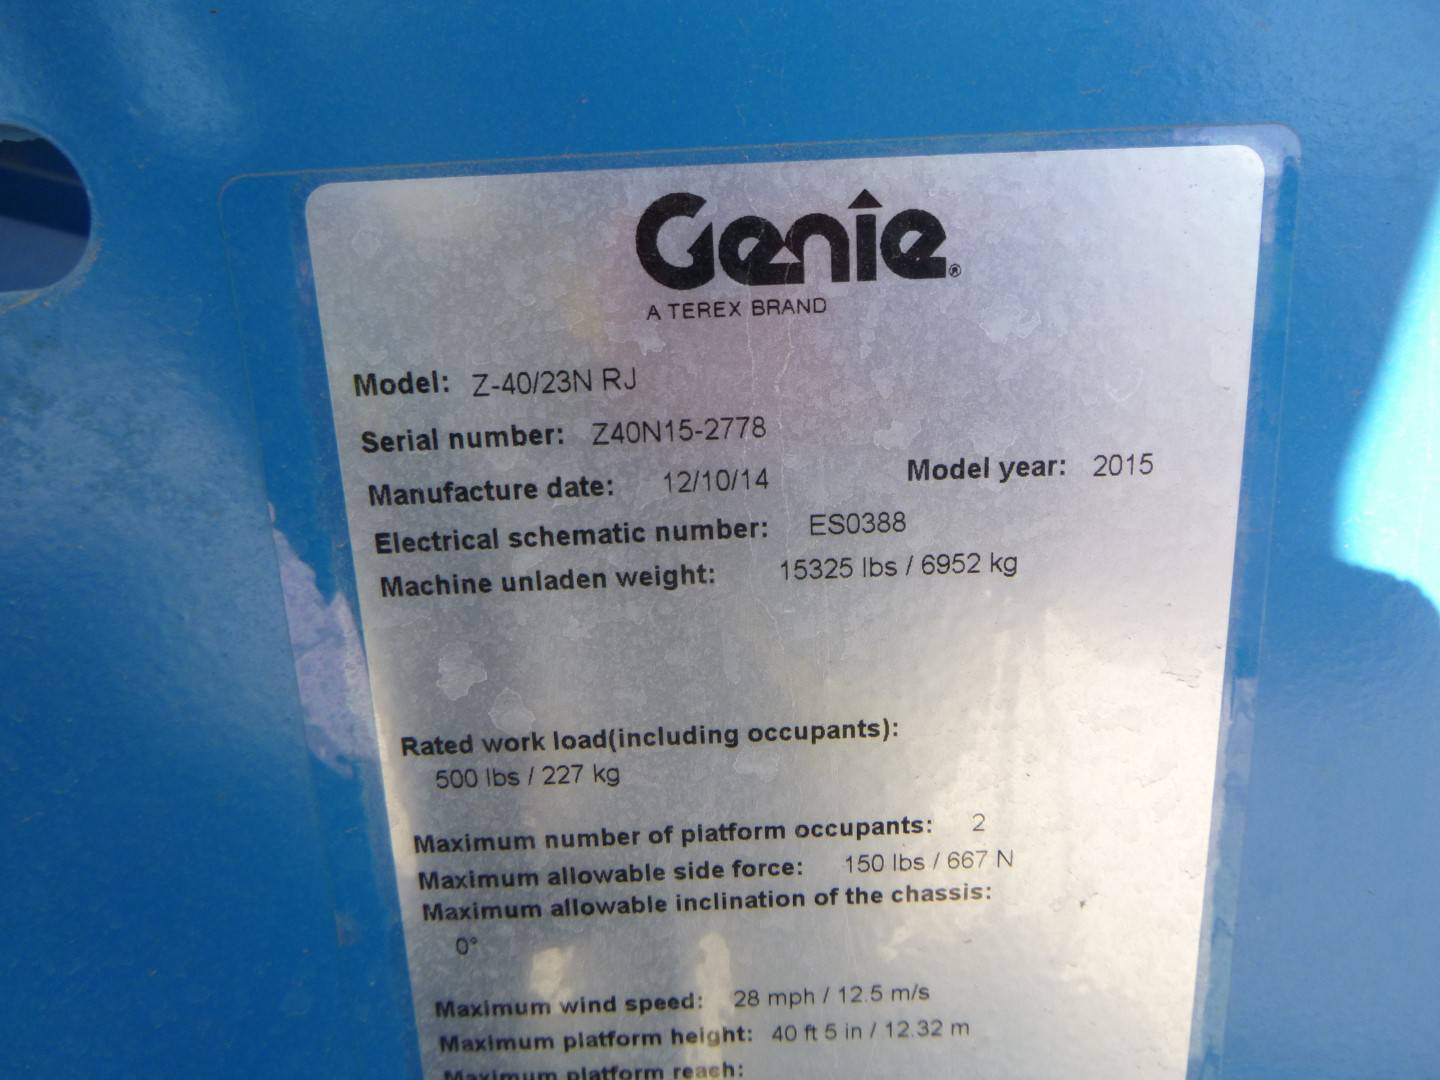 Genie®
A TEREX BRAND
Model: Z-40/23N RJ
Serial number: Z40N15-2778
Manufacture date: 12/10/14 Model year: 2015
Electrical schematic number: ES0388
Machine unladen weight: 15325 lbs / 6952 kg
Rated work load(including occupants):
500 lbs / 227 kg
Maximum number of platform occupants: 2
Maximum allowable side force: 150 lbs / 667 N
Maximum allowable inclination of the chassis:
0°
Maximum wind speed: 28 mph / 12.5 m/s
Maximum platform height: 40 ft 5 in / 12.32 m
Maximum platform reach: